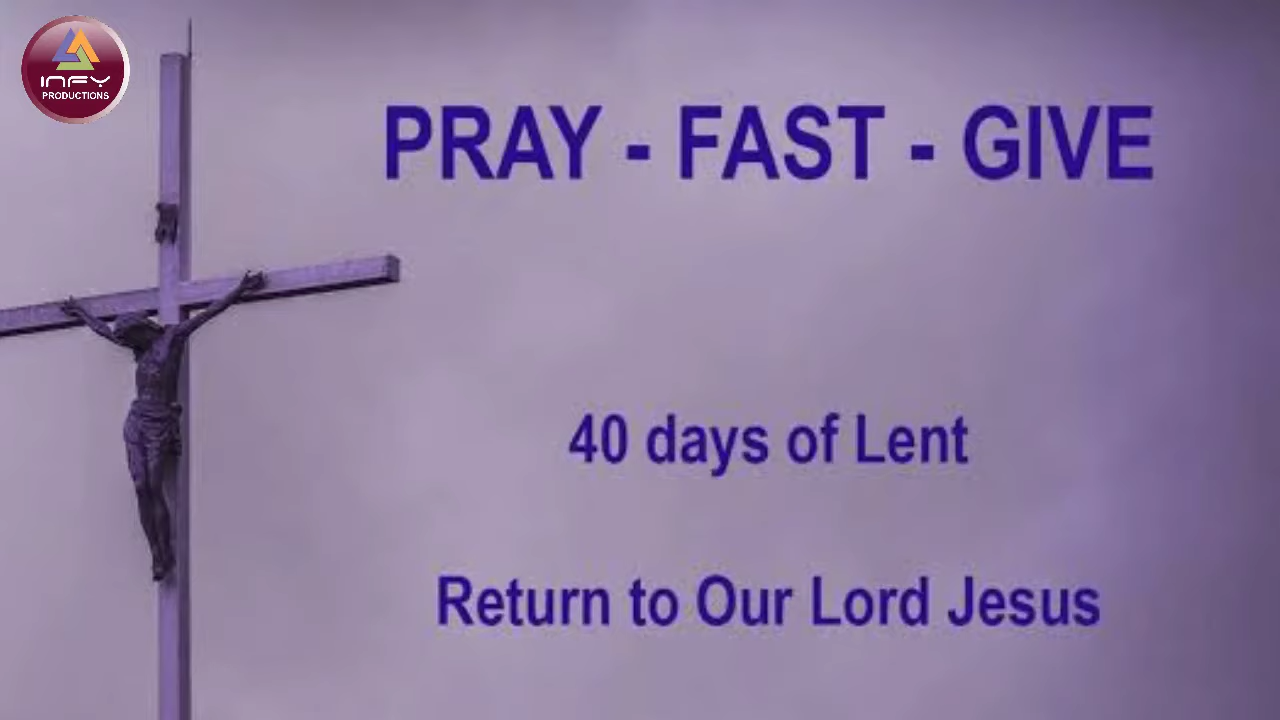 INFY
PRODUCTIONS
PRAY - FAST - GIVE
40 days of Lent
Return to Our Lord Jesus